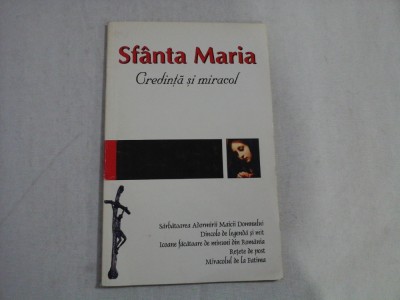 Sfânta Maria
Credință și miracol
Sărbătoarea Adormirii Maicii Domnului
Dincolo de legendă și mit
Icoane făcătoare de minuni din România
Rețete de post
Miracolul de la Fatima